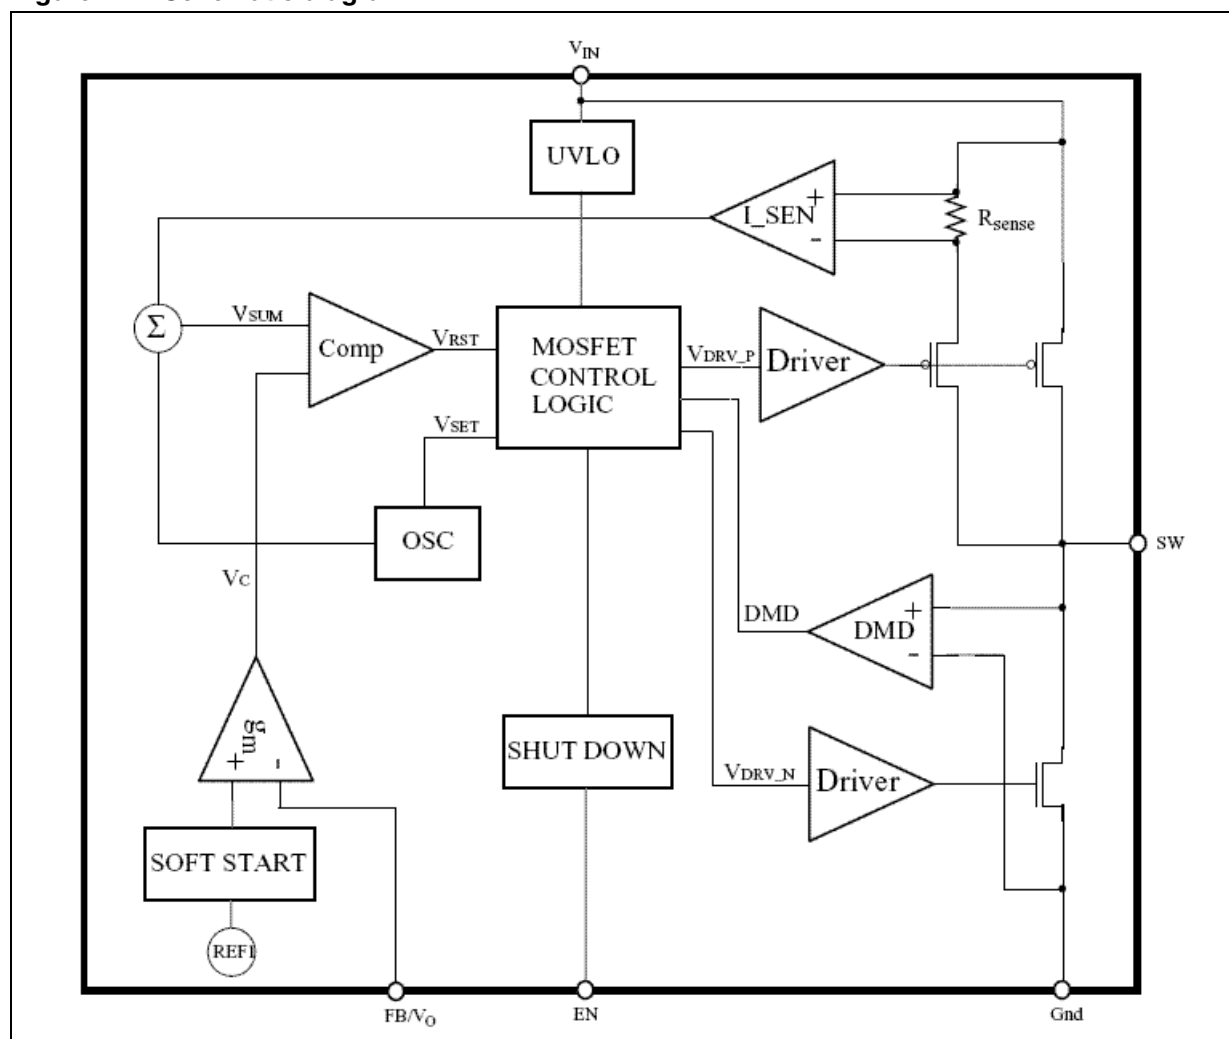 VIN
UVLO
+
I_SEN
-
Rsense
Σ
VSUM
Comp
VRST
MOSFET
CONTROL
LOGIC
VDRV_P
Driver
VSET
OSC
SW
VC
DMD
+
DMD
-
gm
+
-
SHUT DOWN
VDRV_N
Driver
SOFT START
REF1
FB/VO
EN
Gnd